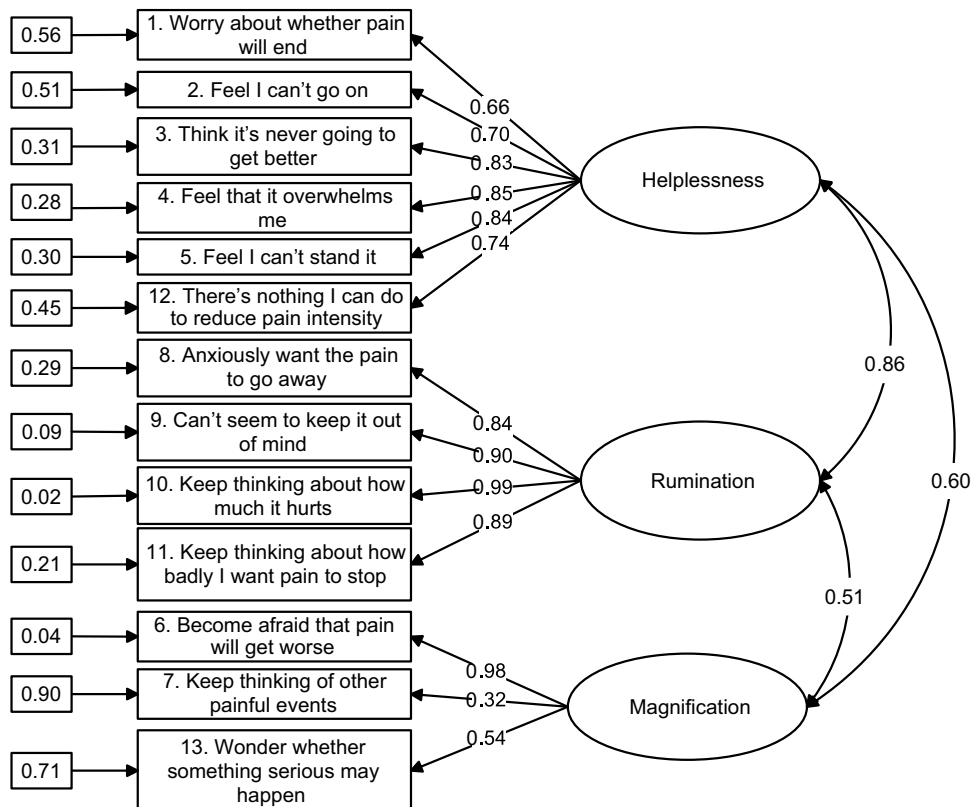 0.56
1. Worry about whether pain
will end
0.66
0.51
2. Feel I can't go on
0.70
0.31
3. Think it's never going to
get better
0.83
Helplessness
0.28
4. Feel that it overwhelms
me
0.85
0.30
5. Feel I can't stand it
0.84
0.45
12. There's nothing I can do
to reduce pain intensity
0.74
0.29
8. Anxiously want the pain
to go away
0.84
0.86
0.09
9. Can't seem to keep it out
of mind
0.90
0.02
10. Keep thinking about how
much it hurts
0.99
Rumination
0.60
0.21
11. Keep thinking about how
badly I want pain to stop
0.89
0.51
0.04
6. Become afraid that pain
will get worse
0.98
0.90
7. Keep thinking of other
painful events
0.32
Magnification
0.71
13. Wonder whether
something serious may
happen
0.54